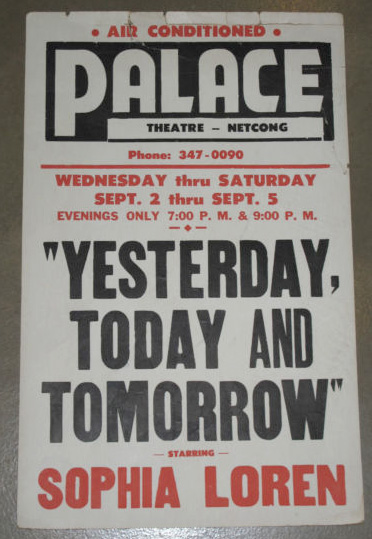 • AIR CONDITIONED •
PALACE
THEATRE – NETCONG
Phone: 347-0090
WEDNESDAY thru SATURDAY
SEPT. 2 thru SEPT. 5
EVENINGS ONLY 7:00 P. M. & 9:00 P. M.
"YESTERDAY,
TODAY AND
TOMORROW"
— STARRING —
SOPHIA LOREN